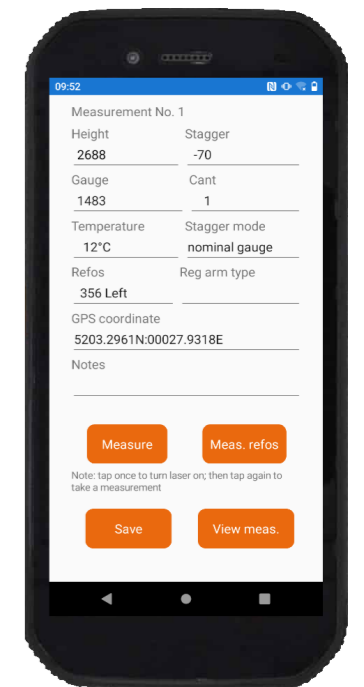 09:52
Measurement No. 1
Height Stagger
2688 -70
Gauge Cant
1483 1
Temperature Stagger mode
12°C nominal gauge
Refos Reg arm type
356 Left
GPS coordinate
5203.2961N:00027.9318E
Notes
Measure Meas. refos
Note: tap once to turn laser on; then tap again to
take a measurement
Save View meas.